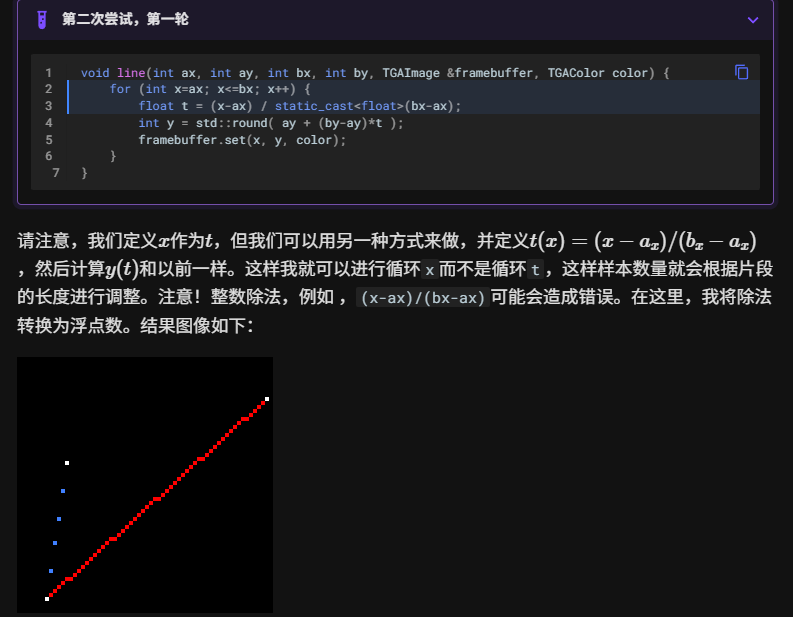 第二次尝试，第一轮
1 void line(int ax, int ay, int bx, int by, TGAImage &framebuffer, TGAColor color) {
2 for (int x=ax; x<=bx; x++) {
3 float t = (x-ax) / static_cast<float>(bx-ax);
4 int y = std::round( ay + (by-ay)*t );
5 framebuffer.set(x, y, color);
6 }
7 }
请注意，我们定义x作为t，但我们可以用另一种方式来做，并定义t(x) = (x − aₓ)/(bₓ − aₓ)
，然后计算y(t)和以前一样。这样我就可以进行循环 x 而不是循环 t ，这样样本数量就会根据片段
的长度进行调整。注意！整数除法，例如 ， (x-ax)/(bx-ax) 可能会造成错误。在这里，我将除法
转换为浮点数。结果图像如下：